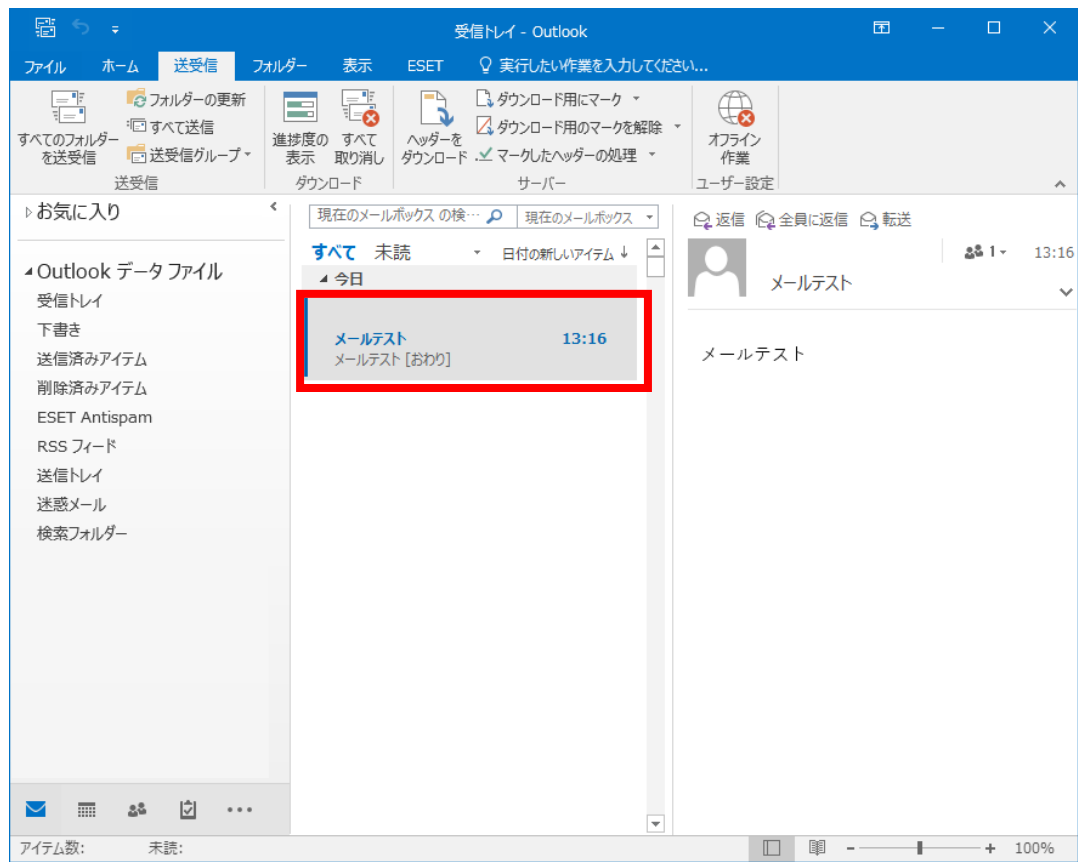 受信トレイ - Outlook
ファイル ホーム 送受信 フォルダー 表示 ESET 実行したい作業を入力してください...
すべてのフォルダー
を送受信
フォルダーの更新
すべて送信
送受信グループ
送受信
進捗度の
表示
すべて
取り消し
ダウンロード
ヘッダーを
ダウンロード
ダウンロード用にマーク
ダウンロード用のマークを解除
マークしたヘッダーの処理
サーバー
オフライン
作業
ユーザー設定
お気に入り
Outlook データ ファイル
受信トレイ
下書き
送信済みアイテム
削除済みアイテム
ESET Antispam
RSS フィード
送信トレイ
迷惑メール
検索フォルダー
現在のメールボックス の検… 現在のメールボックス
すべて 未読 日付の新しいアイテム ↓
今日
メールテスト 13:16
メールテスト [おわり]
返信 全員に返信 転送
1 13:16
メールテスト
メールテスト
アイテム数: 未読: - + 100%